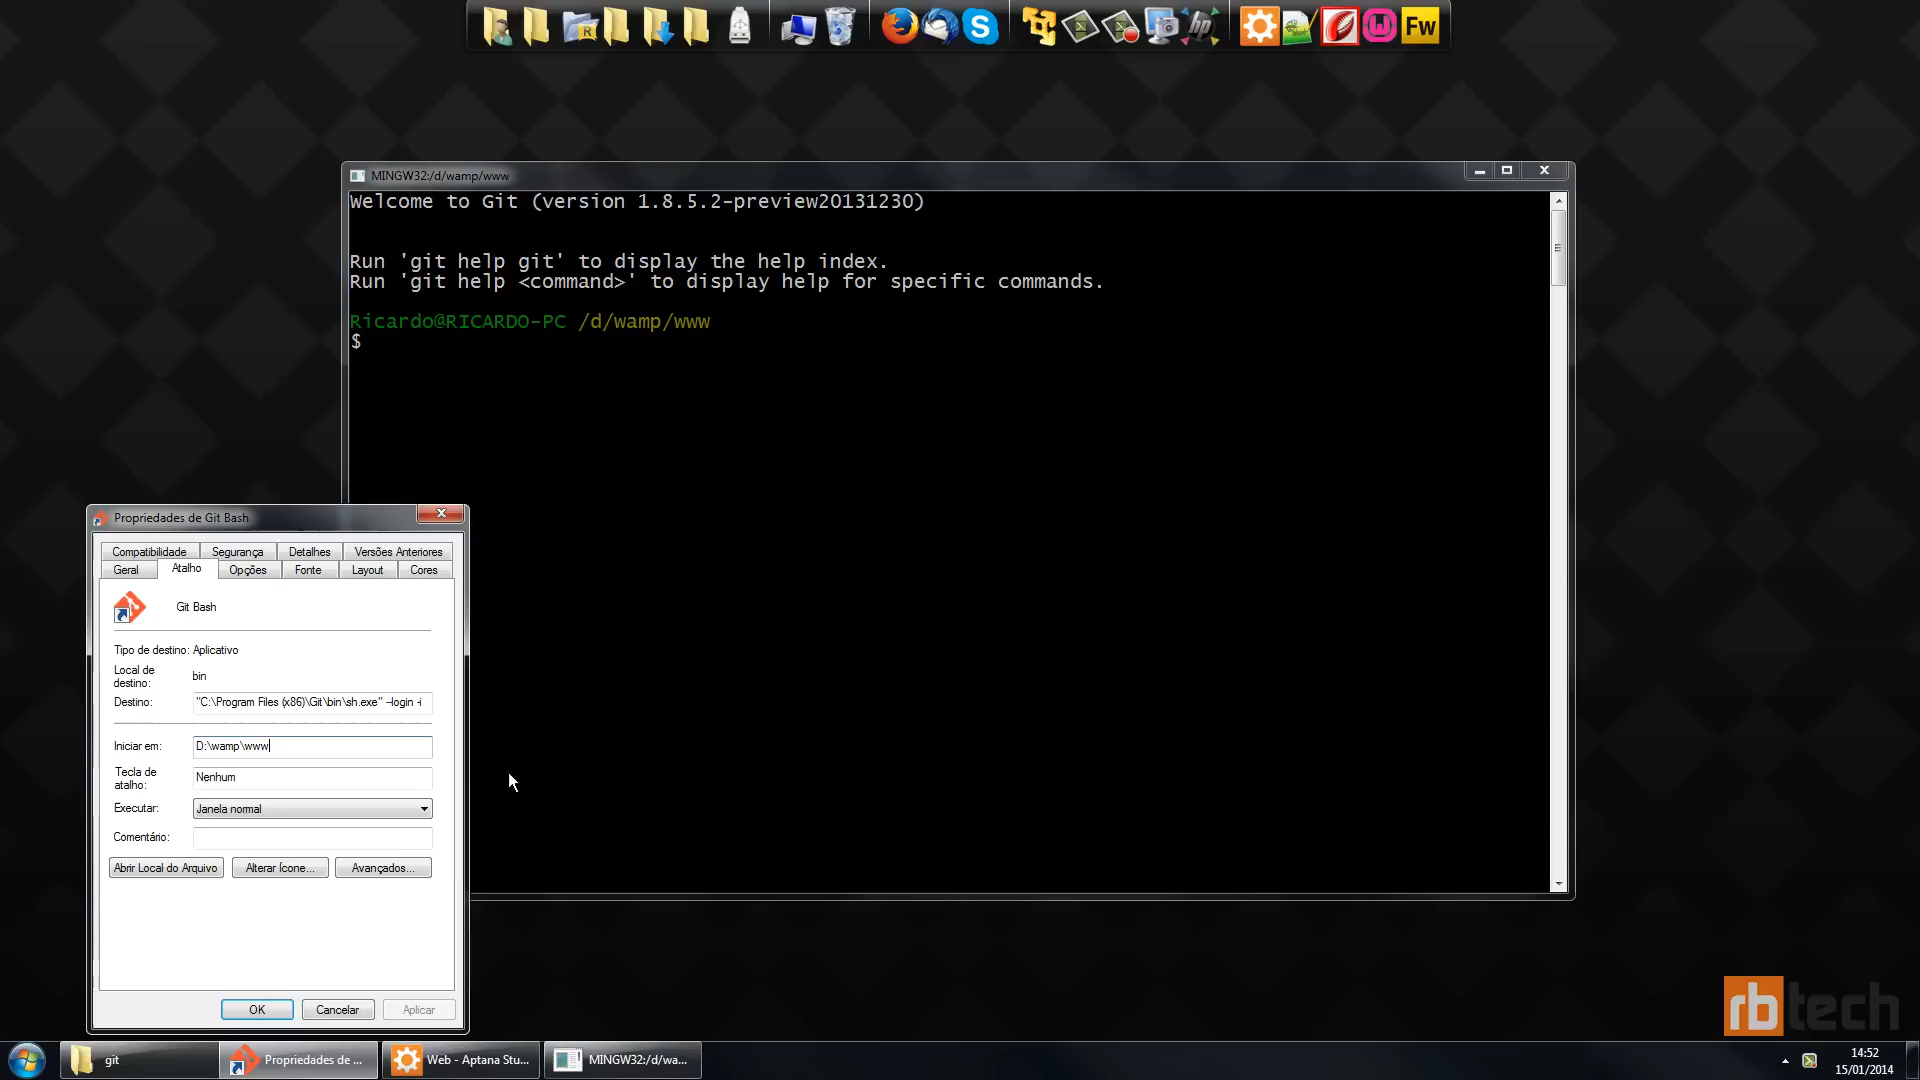 R
hp
Fw
MINGW32:/d/wamp/www
Welcome to Git (version 1.8.5.2-preview20131230)
Run 'git help git' to display the help index.
Run 'git help <command>' to display help for specific commands.
Ricardo@RICARDO-PC /d/wamp/www
$
Propriedades de Git Bash
Compatibilidade Segurança Detalhes Versões Anteriores
Geral Atalho Opções Fonte Layout Cores
Git Bash
Tipo de destino: Aplicativo
Local de
destino: bin
Destino: "C:\Program Files (x86)\Git\bin\sh.exe" --login -i
Iniciar em: D:\wamp\www
Tecla de
atalho: Nenhum
Executar: Janela normal
Comentário:
Abrir Local do Arquivo Alterar Ícone... Avançados...
OK Cancelar Aplicar
rbtech
git Propriedades de ... Web - Aptana Stu... MINGW32:/d/wa...
14:52
15/01/2014